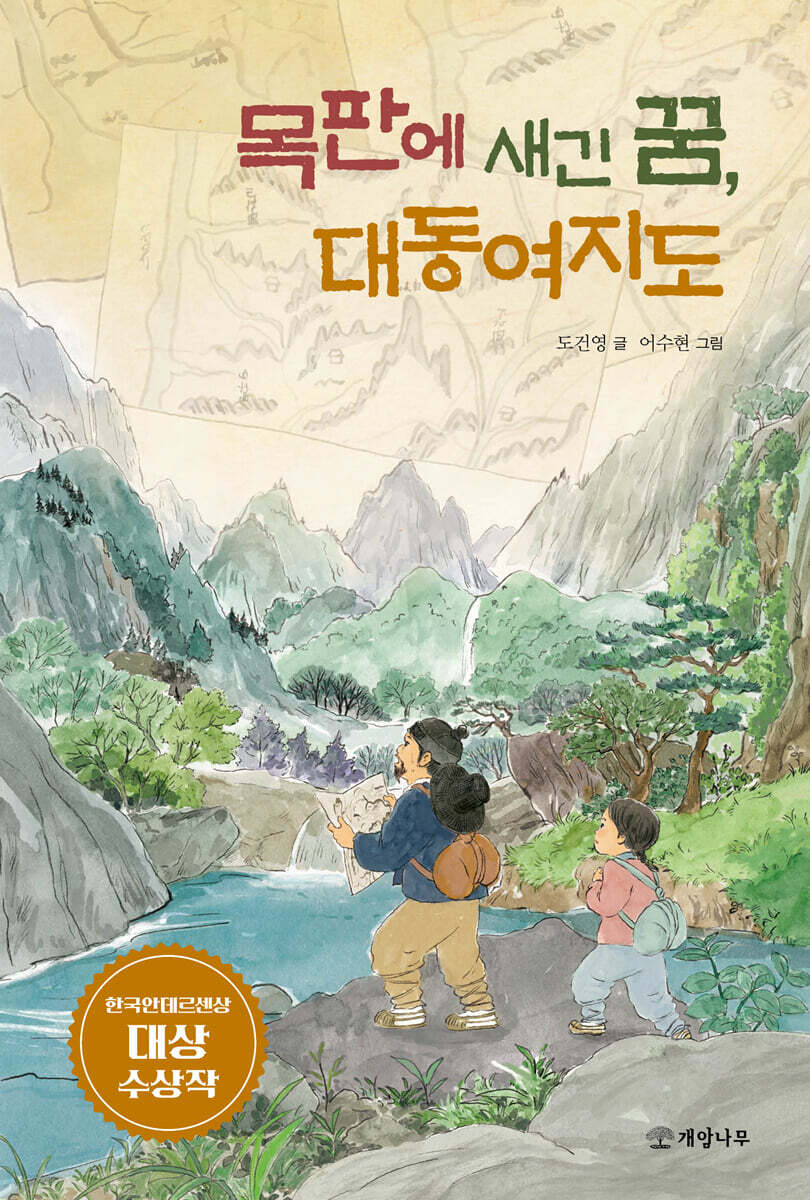 목판에 새긴 꿈,
대동여지도
도건영 글 어수현 그림
한국안데르센상
대상
수상작
개암나무